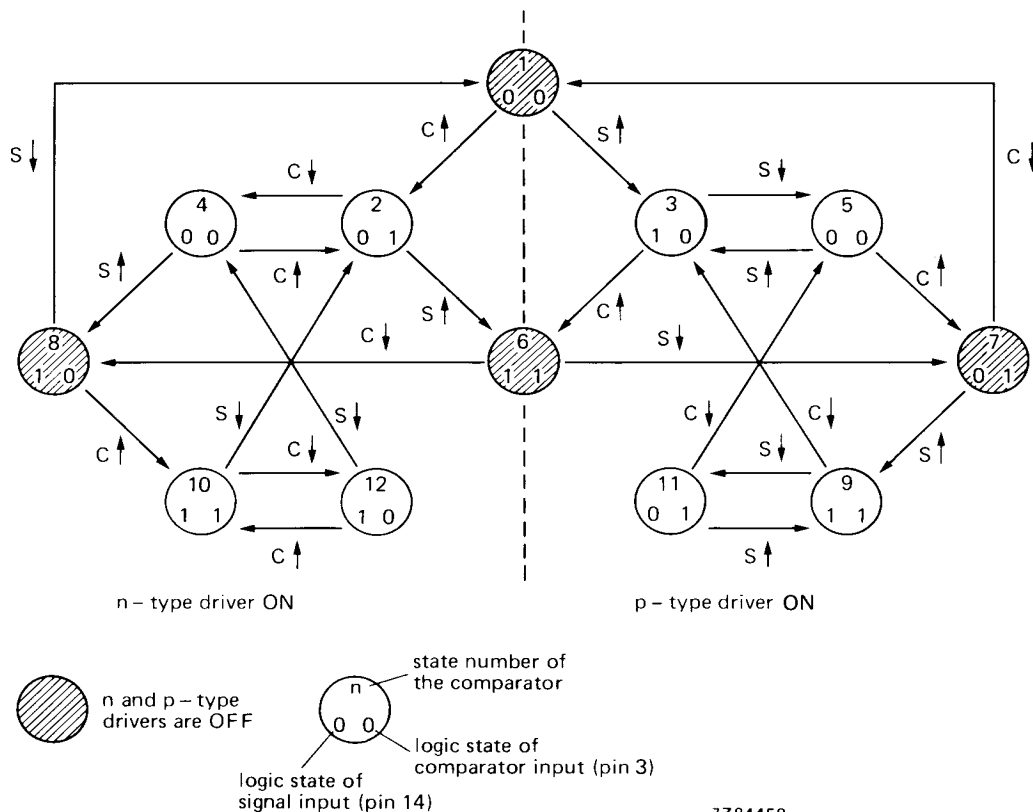 1
0 0
C↑
S↑
S↓
C↓
C↓
S↓
4
0 0
2
0 1
3
1 0
5
0 0
S↑
C↑
S↑
C↑
S↑
C↑
8
1 0
C↓
6
1 1
S↓
7
0 1
C↑
S↓
S↓
C↓
C↓
S↑
C↓
S↓
10
1 1
12
1 0
11
0 1
9
1 1
C↑
S↑
n – type driver ON
p – type driver ON
n and p – type
drivers are OFF
n
0 0
state number of
the comparator
logic state of
comparator input (pin 3)
logic state of
signal input (pin 14)